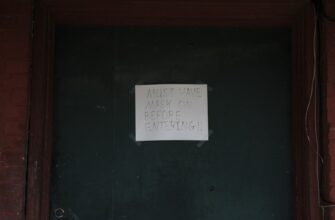 MUST HAVE
MASK ON
BEFORE
ENTERING!!